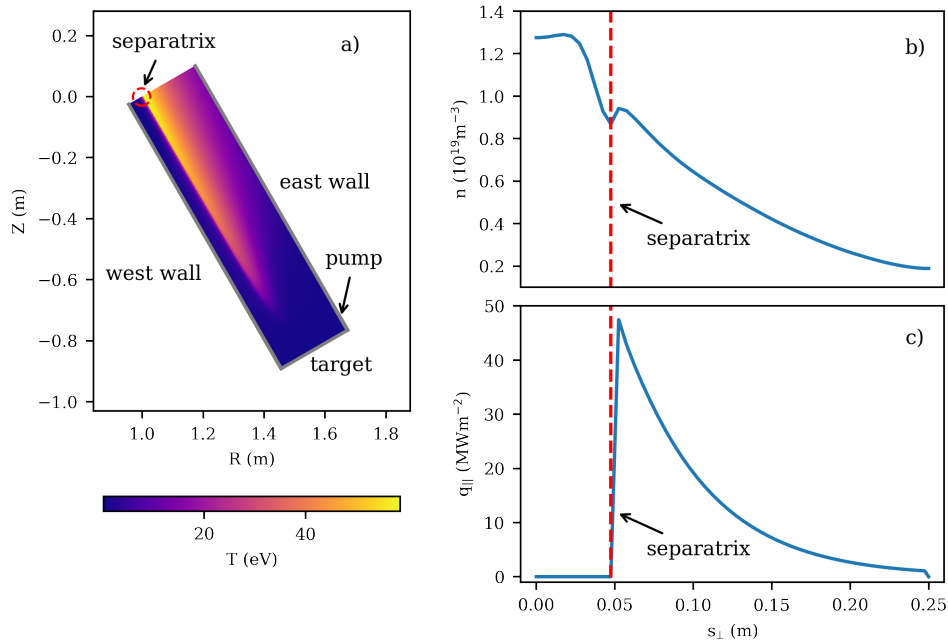 a)
separatrix
east wall
west wall
pump
target
0.2
0.0
−0.2
−0.4
−0.6
−0.8
−1.0
Z (m)
1.0 1.2 1.4 1.6 1.8
R (m)
20 40
T (eV)
b)
1.4
1.2
1.0
0.8
0.6
0.4
0.2
n (10¹⁹m⁻³)
separatrix
c)
50
40
30
20
10
0
q∥ (MWm⁻²)
separatrix
0.00 0.05 0.10 0.15 0.20 0.25
s⊥ (m)